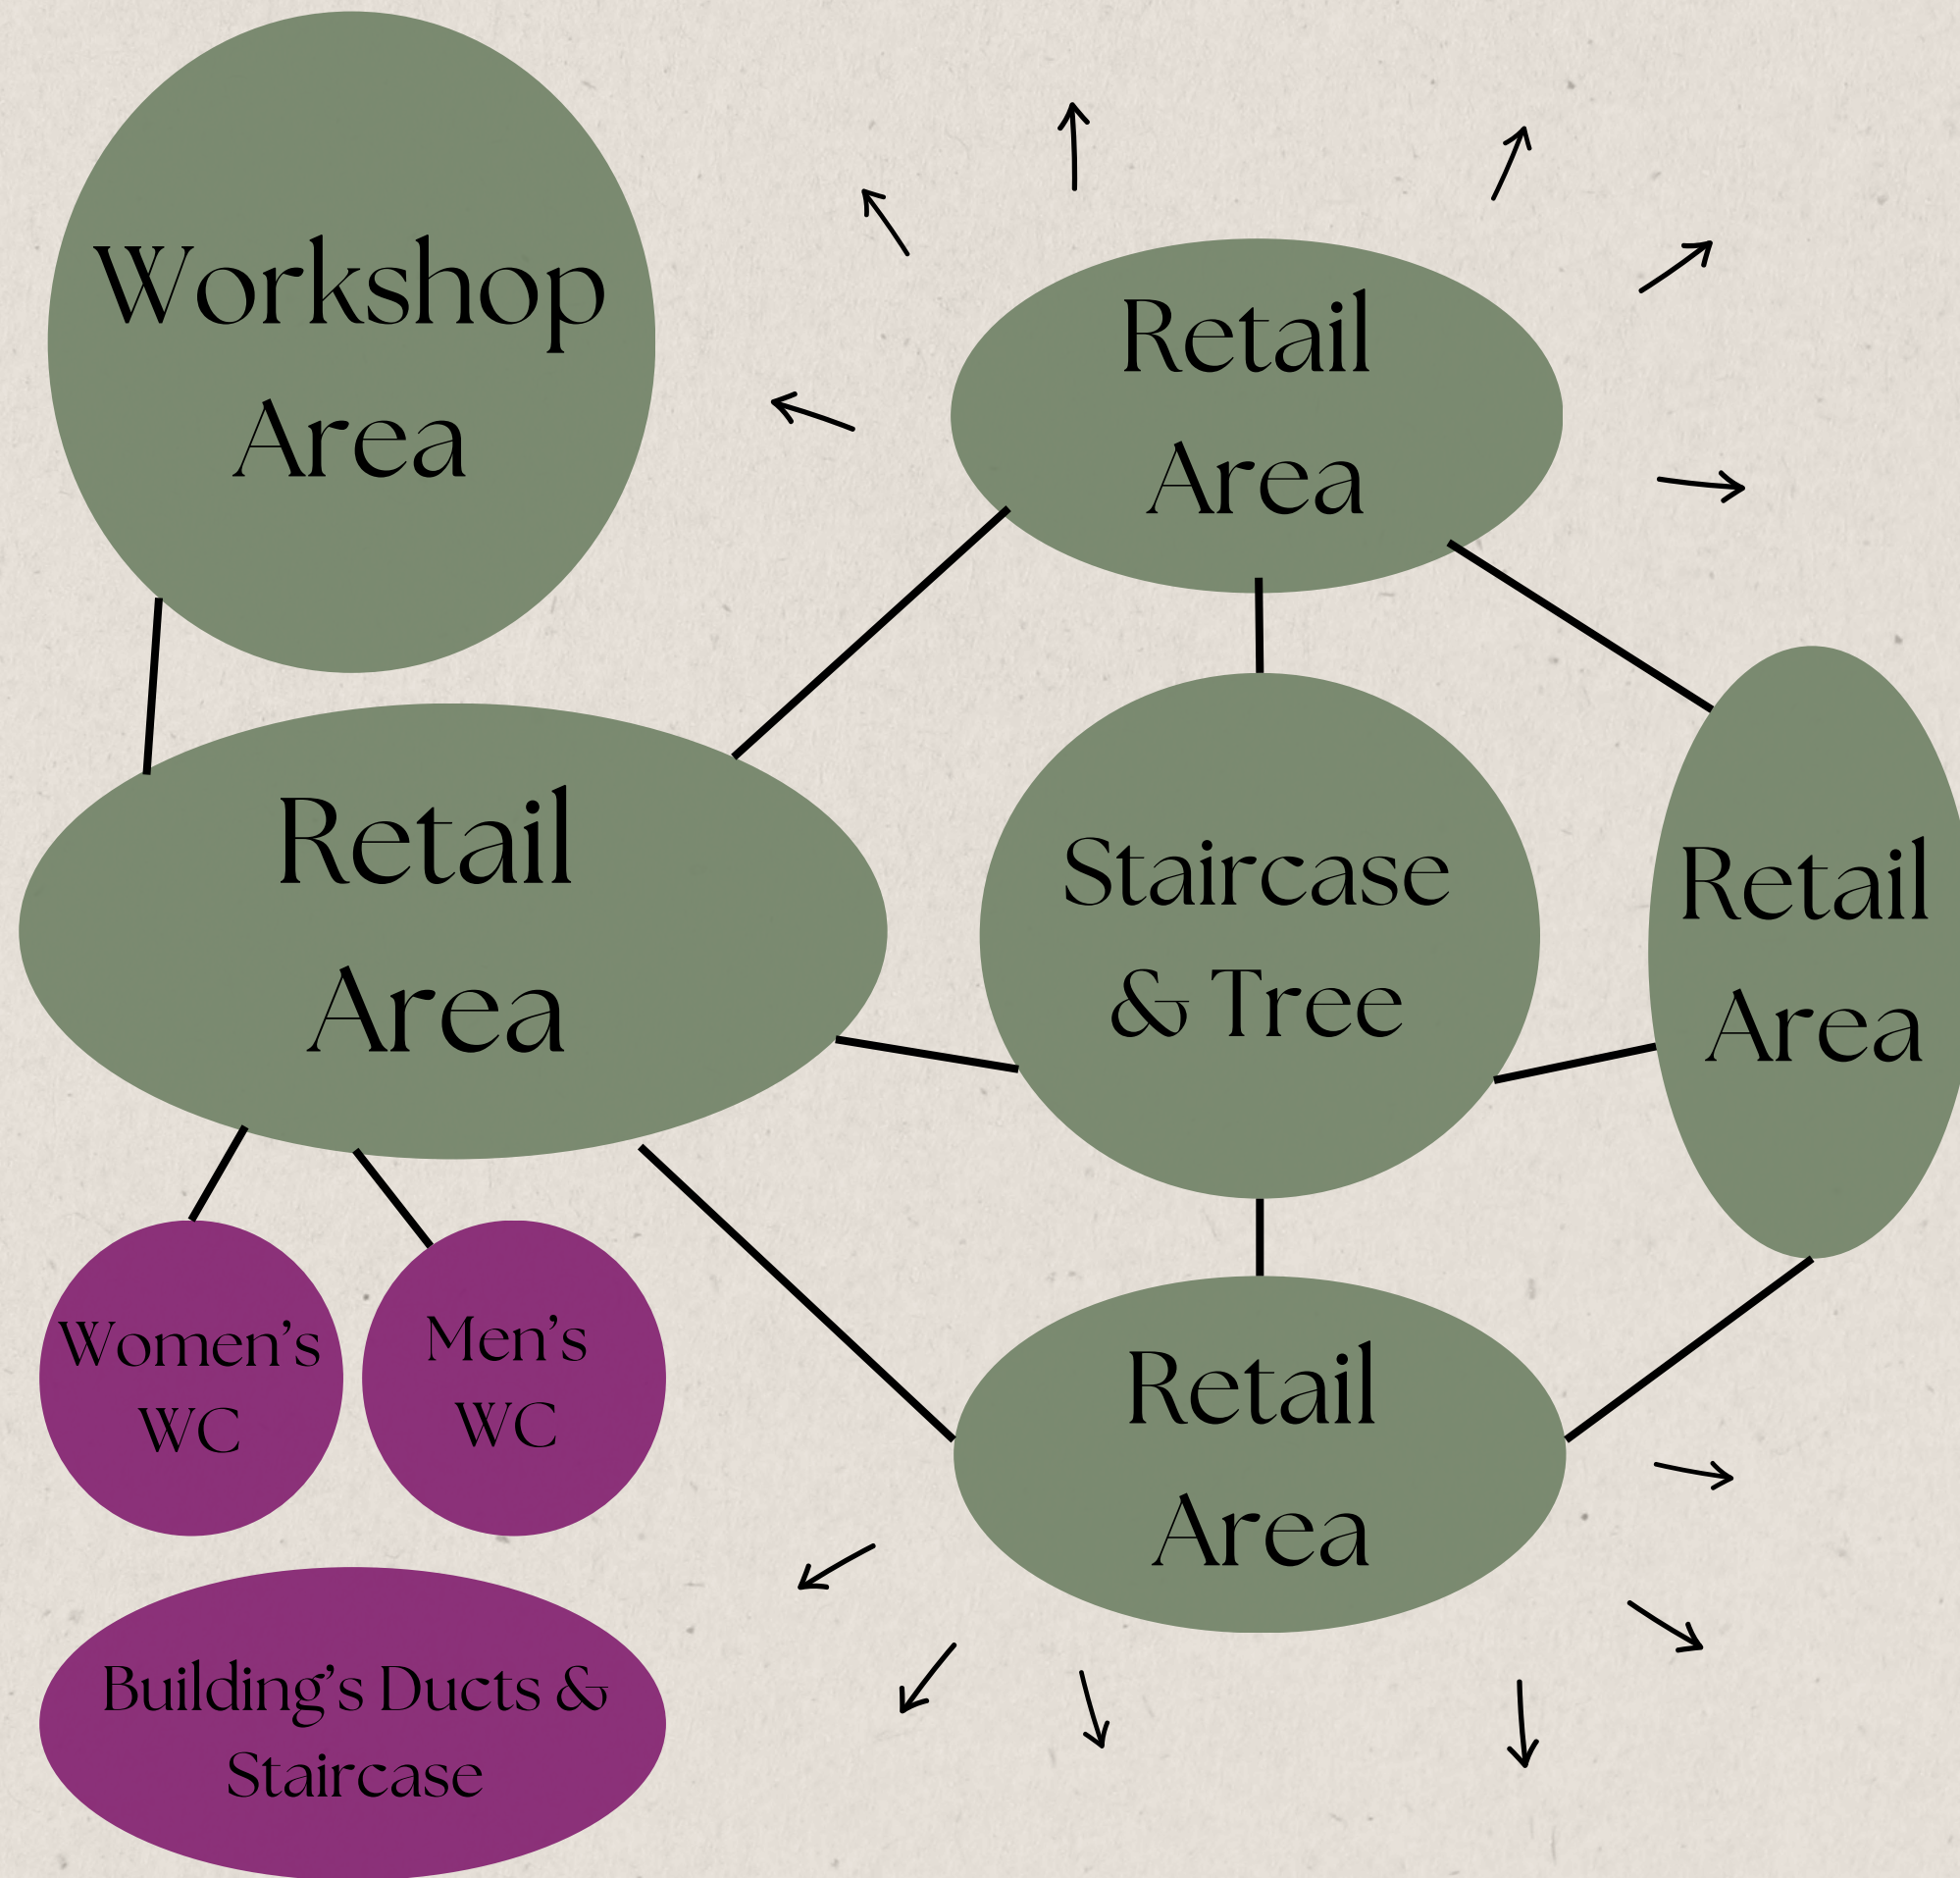 Workshop
Area
Retail
Area
Retail
Area
Staircase
& Tree
Retail
Area
Women’s
WC
Men’s
WC
Retail
Area
Building’s Ducts &
Staircase